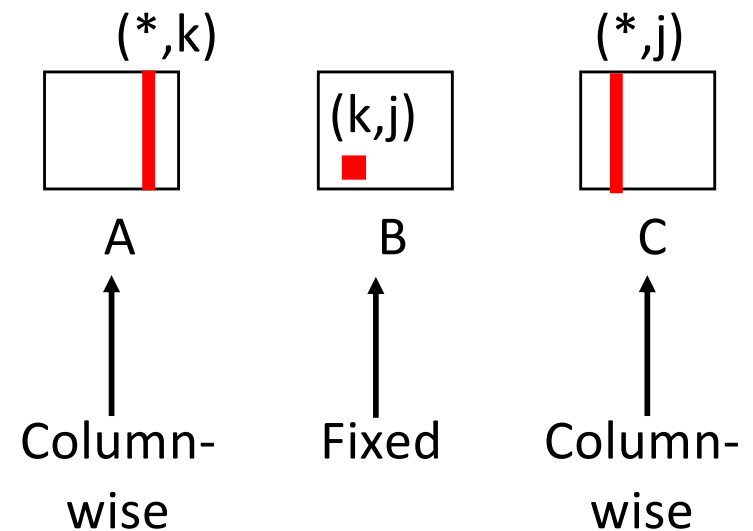 (*,k)
(*,j)
(k,j)
A
B
C
Column-
wise
Fixed
Column-
wise